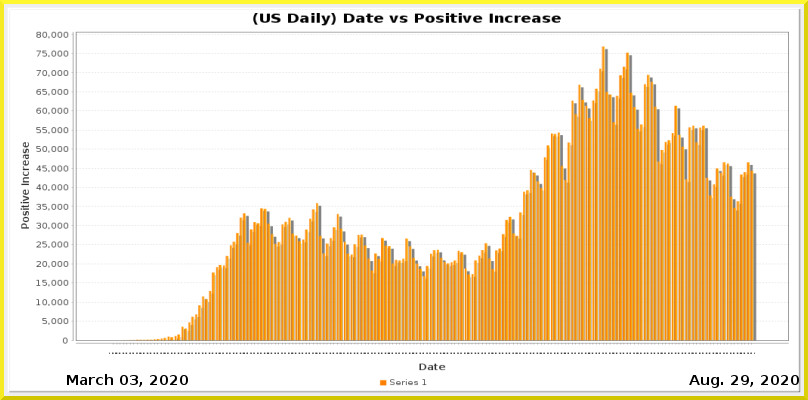 (US Daily) Date vs Positive Increase
80,000
75,000
70,000
65,000
60,000
55,000
50,000
45,000
40,000
35,000
30,000
25,000
20,000
15,000
10,000
5,000
0
Positive Increase
Date
March 03, 2020
Aug. 29, 2020
Series 1